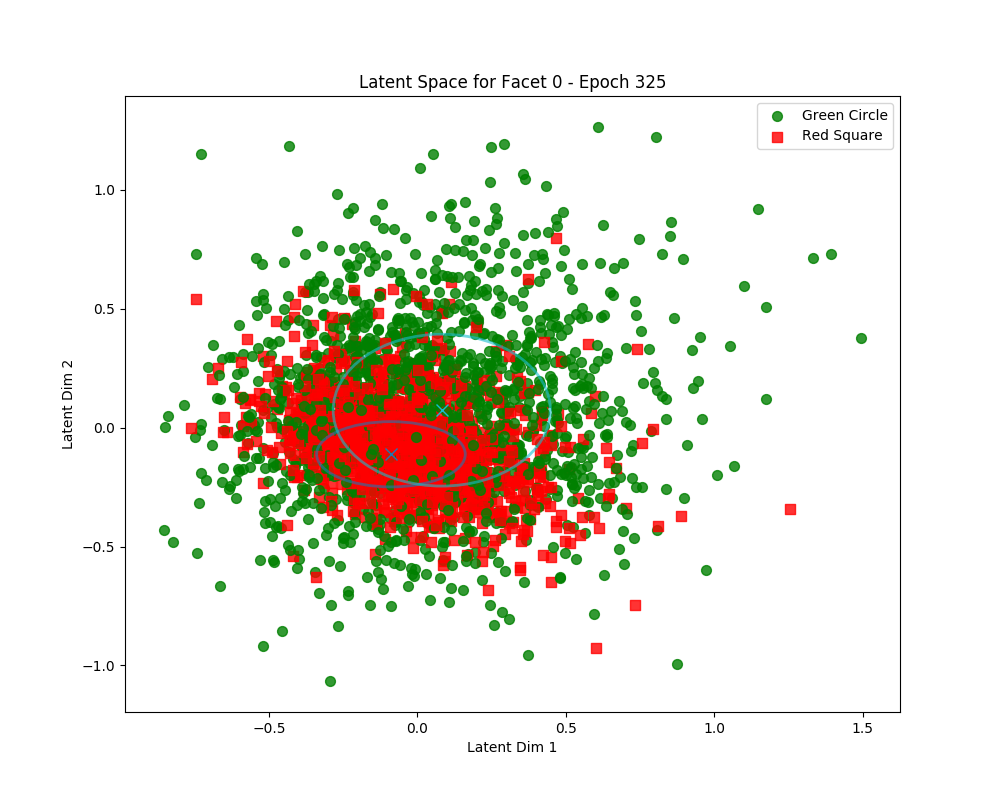 Latent Space for Facet 0 - Epoch 325
Green Circle
Red Square
1.0
0.5
0.0
−0.5
−1.0
Latent Dim 2
−0.5
0.0
0.5
1.0
1.5
Latent Dim 1